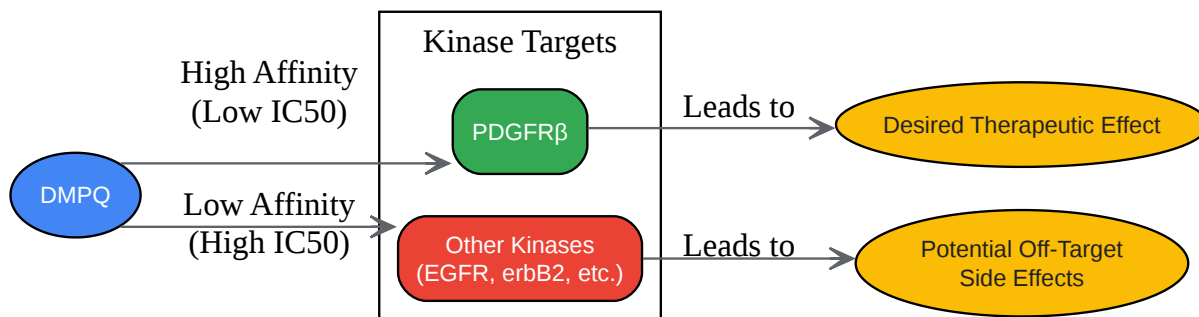 Kinase Targets
High Affinity
(Low IC50)
PDGFRβ
Leads to
Desired Therapeutic Effect
DMPQ
Low Affinity
(High IC50)
Other Kinases
(EGFR, erbB2, etc.)
Leads to
Potential Off-Target
Side Effects